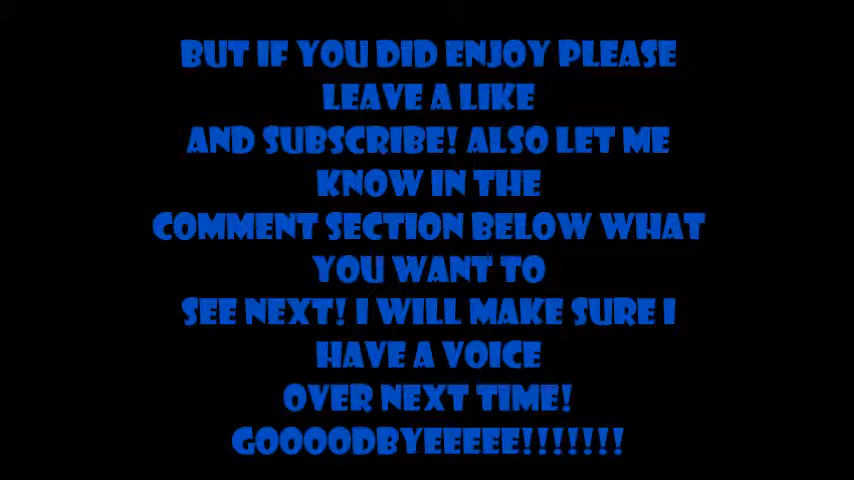 BUT IF YOU DID ENJOY PLEASE
LEAVE A LIKE
AND SUBSCRIBE! ALSO LET ME
KNOW IN THE
COMMENT SECTION BELOW WHAT
YOU WANT TO
SEE NEXT! I WILL MAKE SURE I
HAVE A VOICE
OVER NEXT TIME!
GOOOODBYEEEEE!!!!!!!